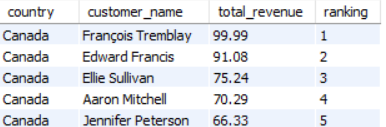 country customer_name total_revenue ranking
Canada François Tremblay 99.99 1
Canada Edward Francis 91.08 2
Canada Ellie Sullivan 75.24 3
Canada Aaron Mitchell 70.29 4
Canada Jennifer Peterson 66.33 5